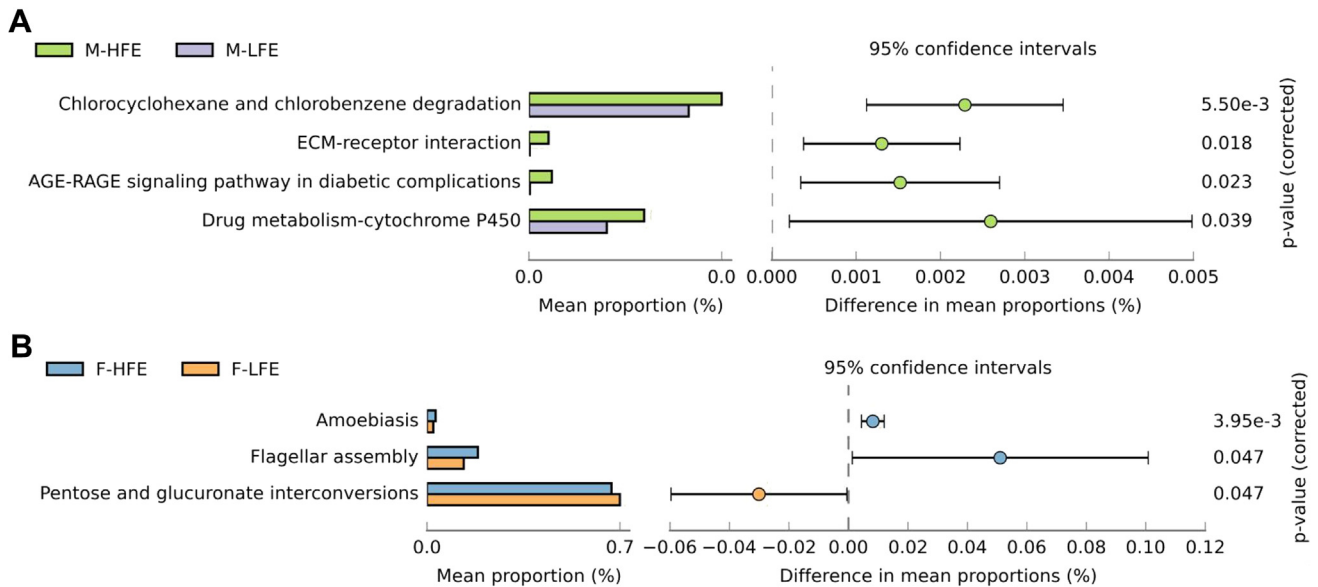 A
M-HFE M-LFE
95% confidence intervals
Chlorocyclohexane and chlorobenzene degradation 5.50e-3
ECM-receptor interaction 0.018
AGE-RAGE signaling pathway in diabetic complications 0.023
Drug metabolism-cytochrome P450 0.039
p-value (corrected)
0.0 0.0 0.000 0.001 0.002 0.003 0.004 0.005
Mean proportion (%) Difference in mean proportions (%)
B
F-HFE F-LFE
95% confidence intervals
Amoebiasis 3.95e-3
Flagellar assembly 0.047
Pentose and glucuronate interconversions 0.047
p-value (corrected)
0.0 0.7 −0.06 −0.04 −0.02 0.00 0.02 0.04 0.06 0.08 0.10 0.12
Mean proportion (%) Difference in mean proportions (%)